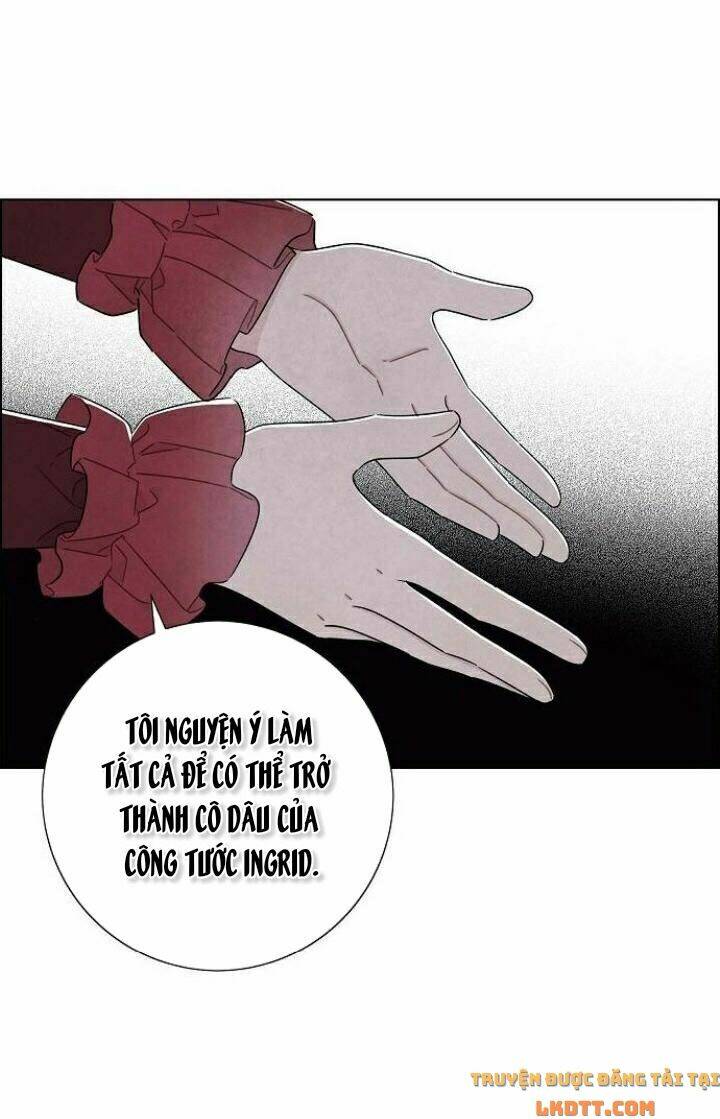 TÔI NGUYỆN Ý LÀM
TẤT CẢ ĐỂ CÓ THỂ TRỞ
THÀNH CÔ DÂU CỦA
CÔNG TƯỚC INGRID.
TRUYỆN ĐƯỢC ĐĂNG TẢI TẠI
LKDTT.COM